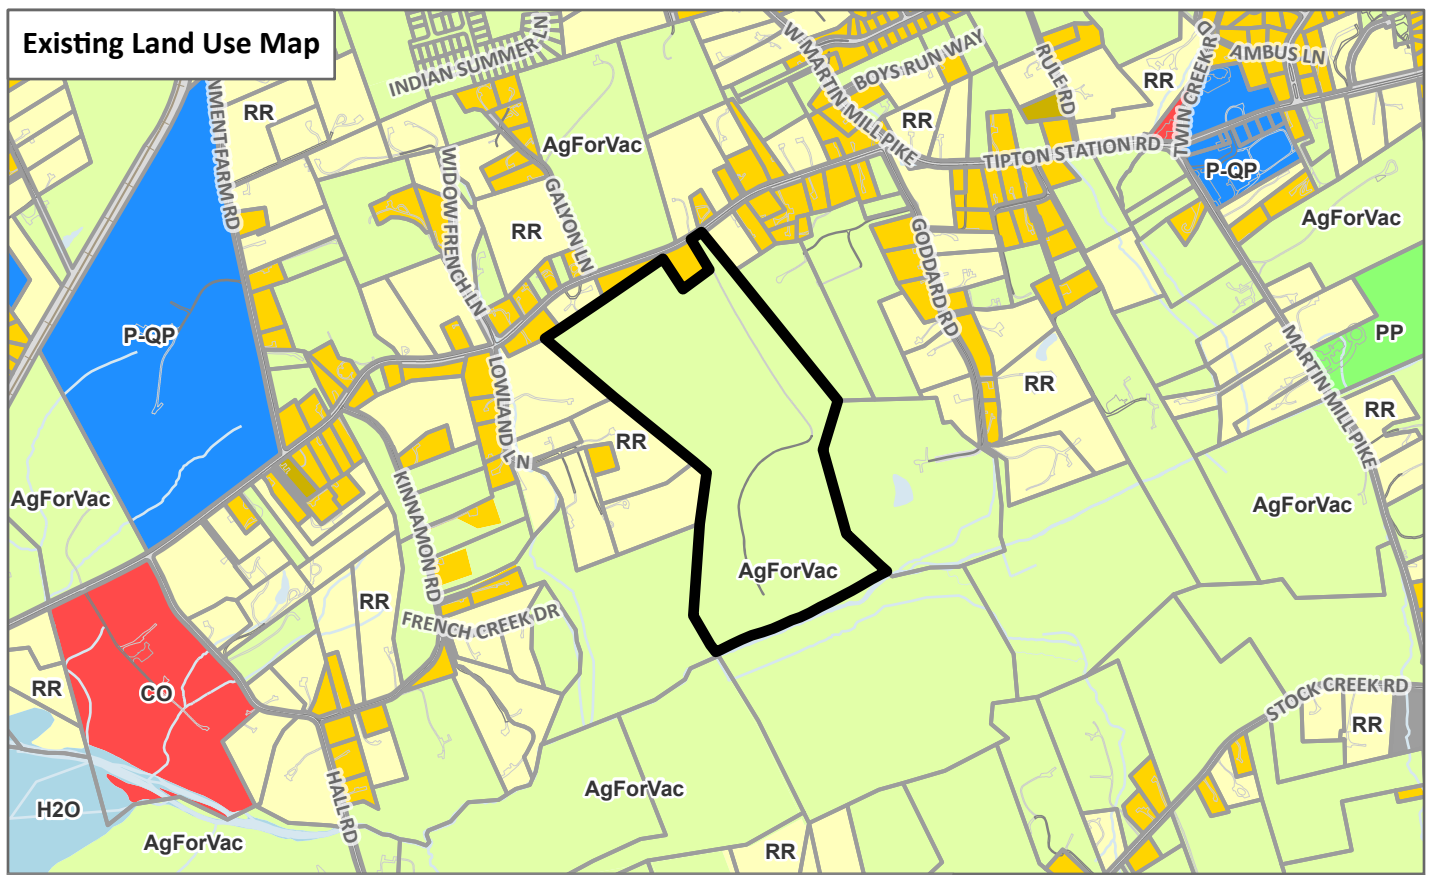 Existing Land Use Map
INDIAN SUMMER LN
W MARTIN MILL PIKE
BOYS RUN WAY
RULE RD
TWIN CREEK RD
AMBUS LN
RR
RR
RR
NMENT FARM RD
AgForVac
TIPTON STATION RD
P-QP
WIDOW FRENCH LN
GALYON LN
RR
GODDARD RD
AgForVac
P-QP
MARTIN MILL PIKE
PP
LOWLAND LN
RR
RR
RR
AgForVac
KINNAMON RD
AgForVac
AgForVac
RR
FRENCH CREEK DR
RR
CO
STOCK CREEK RD
RR
H2O
HALL RD
AgForVac
AgForVac
RR